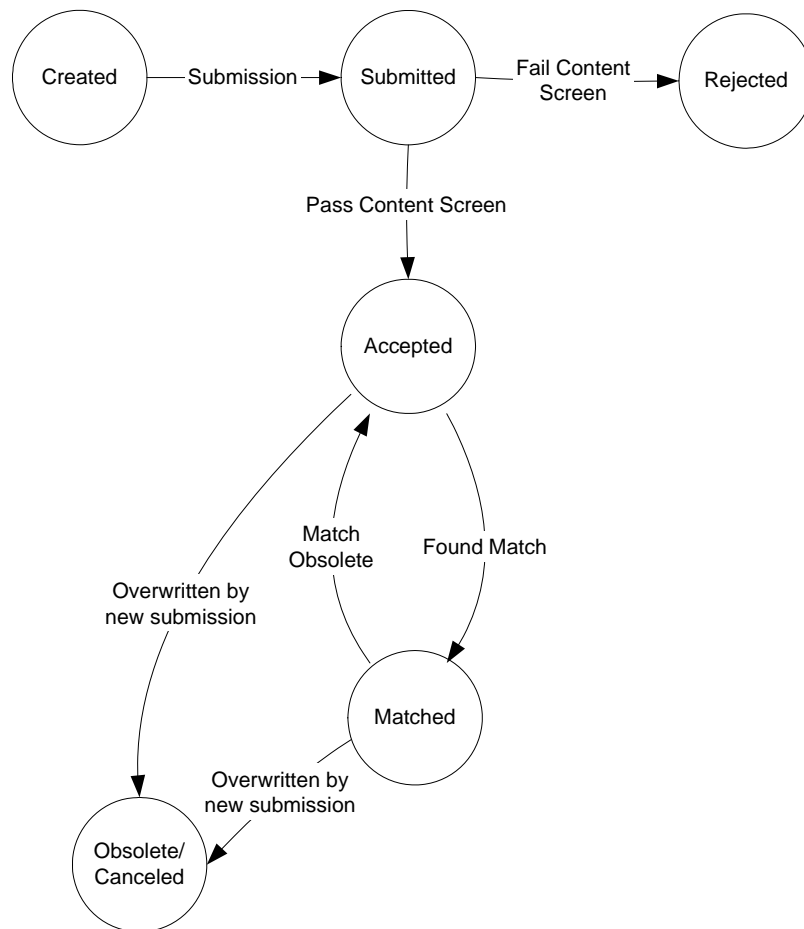 Created
Submission
Submitted
Fail Content
Screen
Rejected
Pass Content Screen
Accepted
Match
Obsolete
Found Match
Overwritten by
new submission
Matched
Overwritten by
new submission
Obsolete/
Canceled